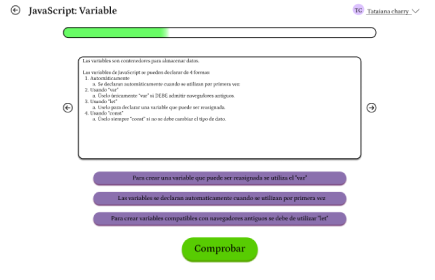 JavaScript: Variable
TC Tataiana charry
Las variables son contenedores para almacenar datos.
Las variables de JavaScript se pueden declarar de 4 formas:
1. Automáticamente
a. Se declaran automáticamente cuando se utilizan por primera vez
2. Usando "var"
a. Úselo únicamente "var" si DEBE admitir navegadores antiguos.
3. Usando "let"
a. Uselo para declarar una variable que puede ser reasignada.
4. Usando "const"
a. Úselo siempre "const" si no se debe cambiar el tipo de dato.
Para crear una variable que puede ser reasignada se utiliza el "var"
Las variables se declaran automaticamente cuando se utilizan por primera vez
Para crear variables compatibles con navegadores antiguos se debe de utilizar "let"
Comprobar